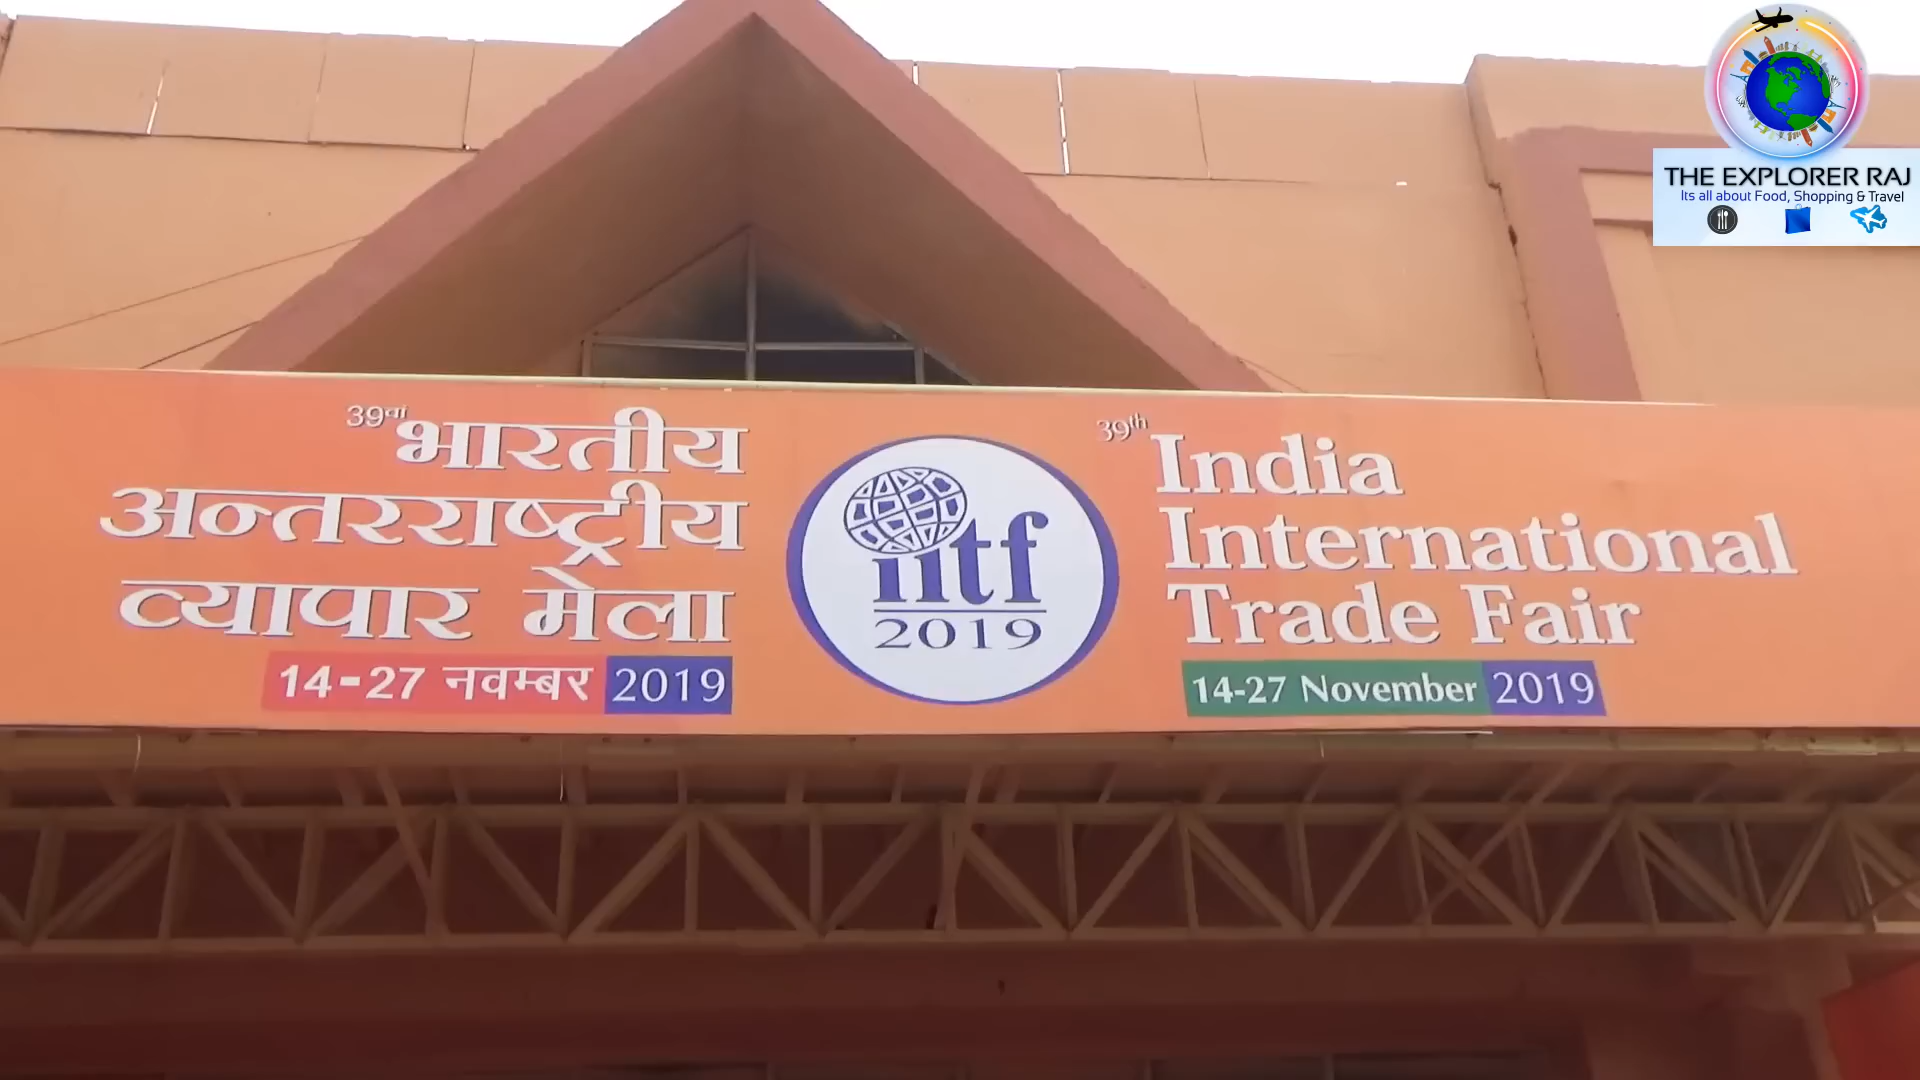 39वां भारतीय
अन्तरराष्ट्रीय
व्यापार मेला
14-27 नवम्बर 2019
iitf
2019
39th India
International
Trade Fair
14-27 November 2019
THE EXPLORER RAJ
Its all about Food, Shopping & Travel